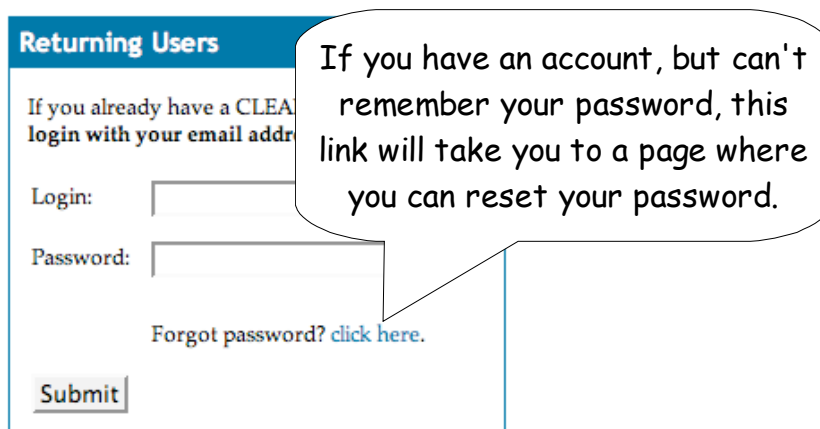 Returning Users
If you already have a
login with your email
Login:
Password:
Forgot password? click here.
Submit
If you have an account, but can't
remember your password, this
link will take you to a page where
you can reset your password.